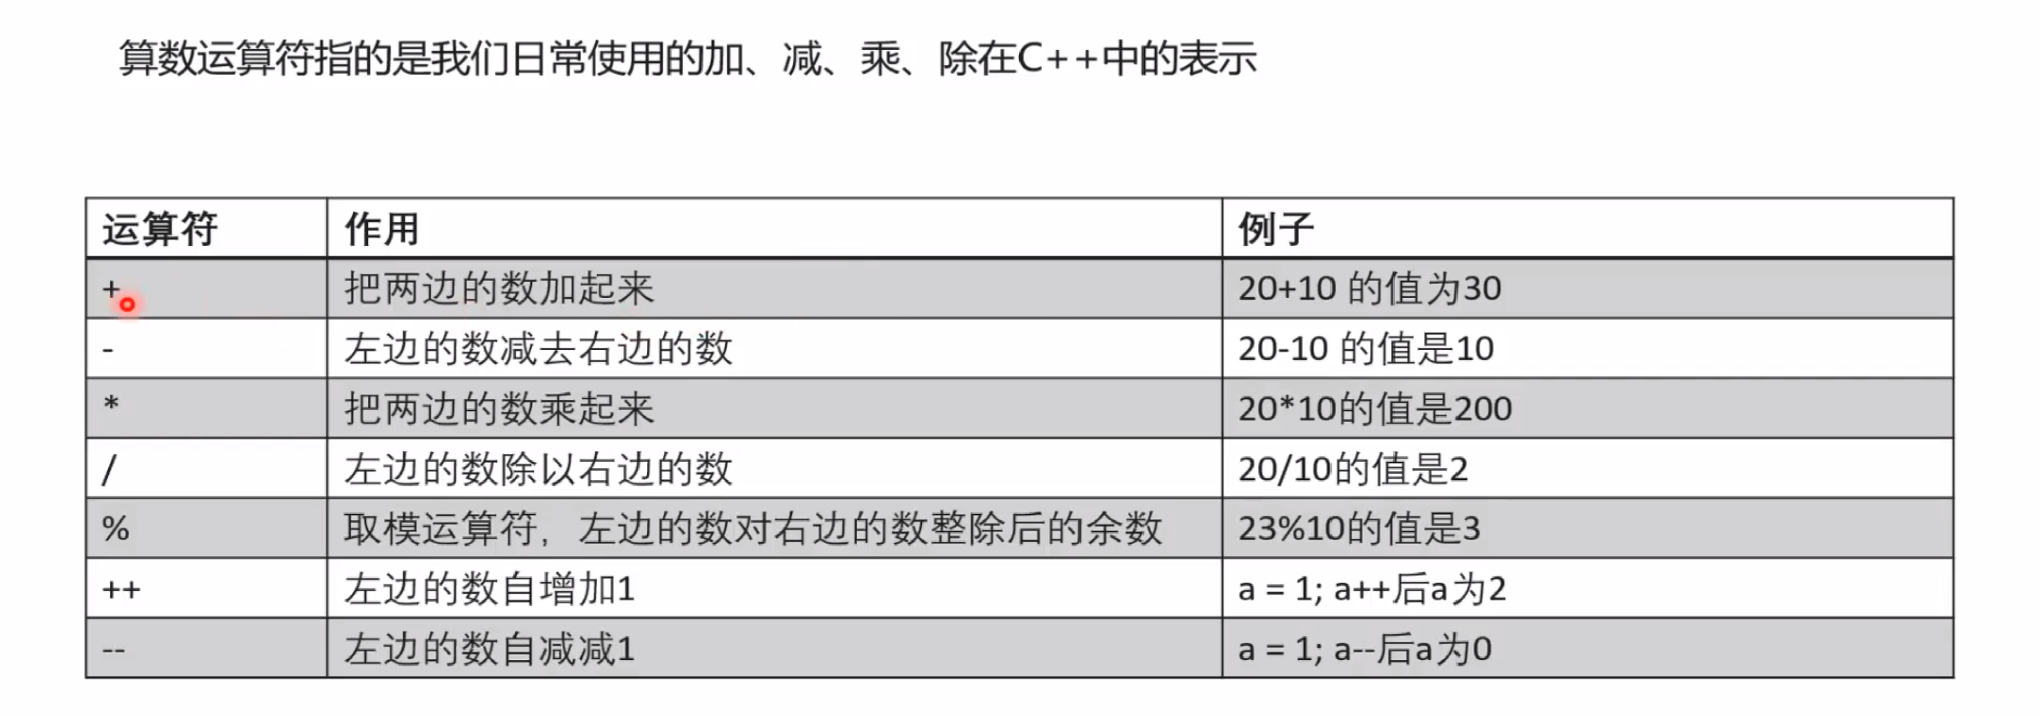 算数运算符指的是我们日常使用的加、减、乘、除在C++中的表示
运算符 作用 例子
+ 把两边的数加起来 20+10 的值为30
- 左边的数减去右边的数 20-10 的值是10
* 把两边的数乘起来 20*10的值是200
/ 左边的数除以右边的数 20/10的值是2
% 取模运算符，左边的数对右边的数整除后的余数 23%10的值是3
++ 左边的数自增加1 a = 1; a++后a为2
-- 左边的数自减减1 a = 1; a--后a为0